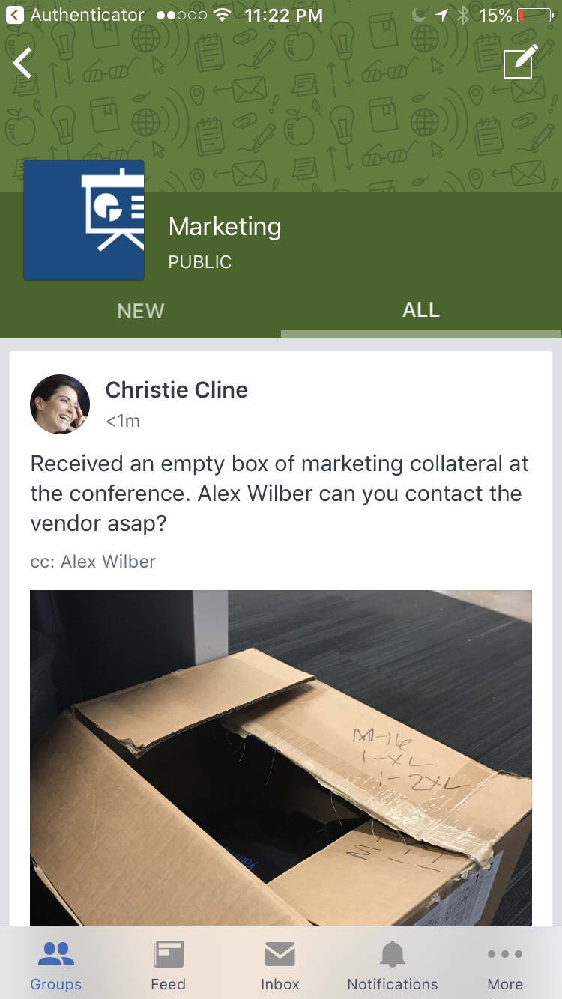 Authenticator 11:22 PM 15%
Marketing
PUBLIC
NEW ALL
Christie Cline
<1m
Received an empty box of marketing collateral at
the conference. Alex Wilber can you contact the
vendor asap?
cc: Alex Wilber
M-16
1-XL
1-2XL
Groups Feed Inbox Notifications More